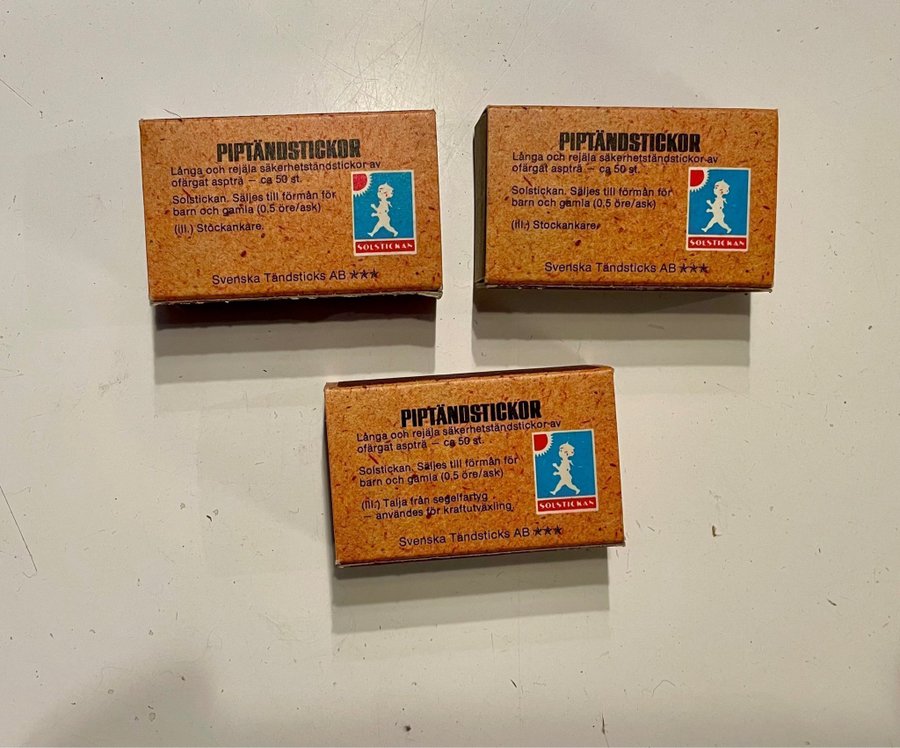 PIPTÄNDSTICKOR
Långa och rejäla säkerhetständstickor av
ofärgat aspträ — ca 50 st.
Solstickan. Säljes till förmån för
barn och gamla (0,5 öre/ask)
(ill.) Stockankare.
SOLSTICKAN
Svenska Tändsticks AB ★★★
PIPTÄNDSTICKOR
Långa och rejäla säkerhetständstickor av
ofärgat aspträ — ca 50 st.
Solstickan. Säljes till förmån för
barn och gamla (0,5 öre/ask)
(ill.) Stockankare.
SOLSTICKAN
Svenska Tändsticks AB ★★★
PIPTÄNDSTICKOR
Långa och rejäla säkerhetständstickor av
ofärgat aspträ — ca 50 st.
Solstickan. Säljes till förmån för
barn och gamla (0,5 öre/ask)
(ill.) Talja från segelfartyg
— användes för kraftutväxling.
SOLSTICKAN
Svenska Tändsticks AB ★★★